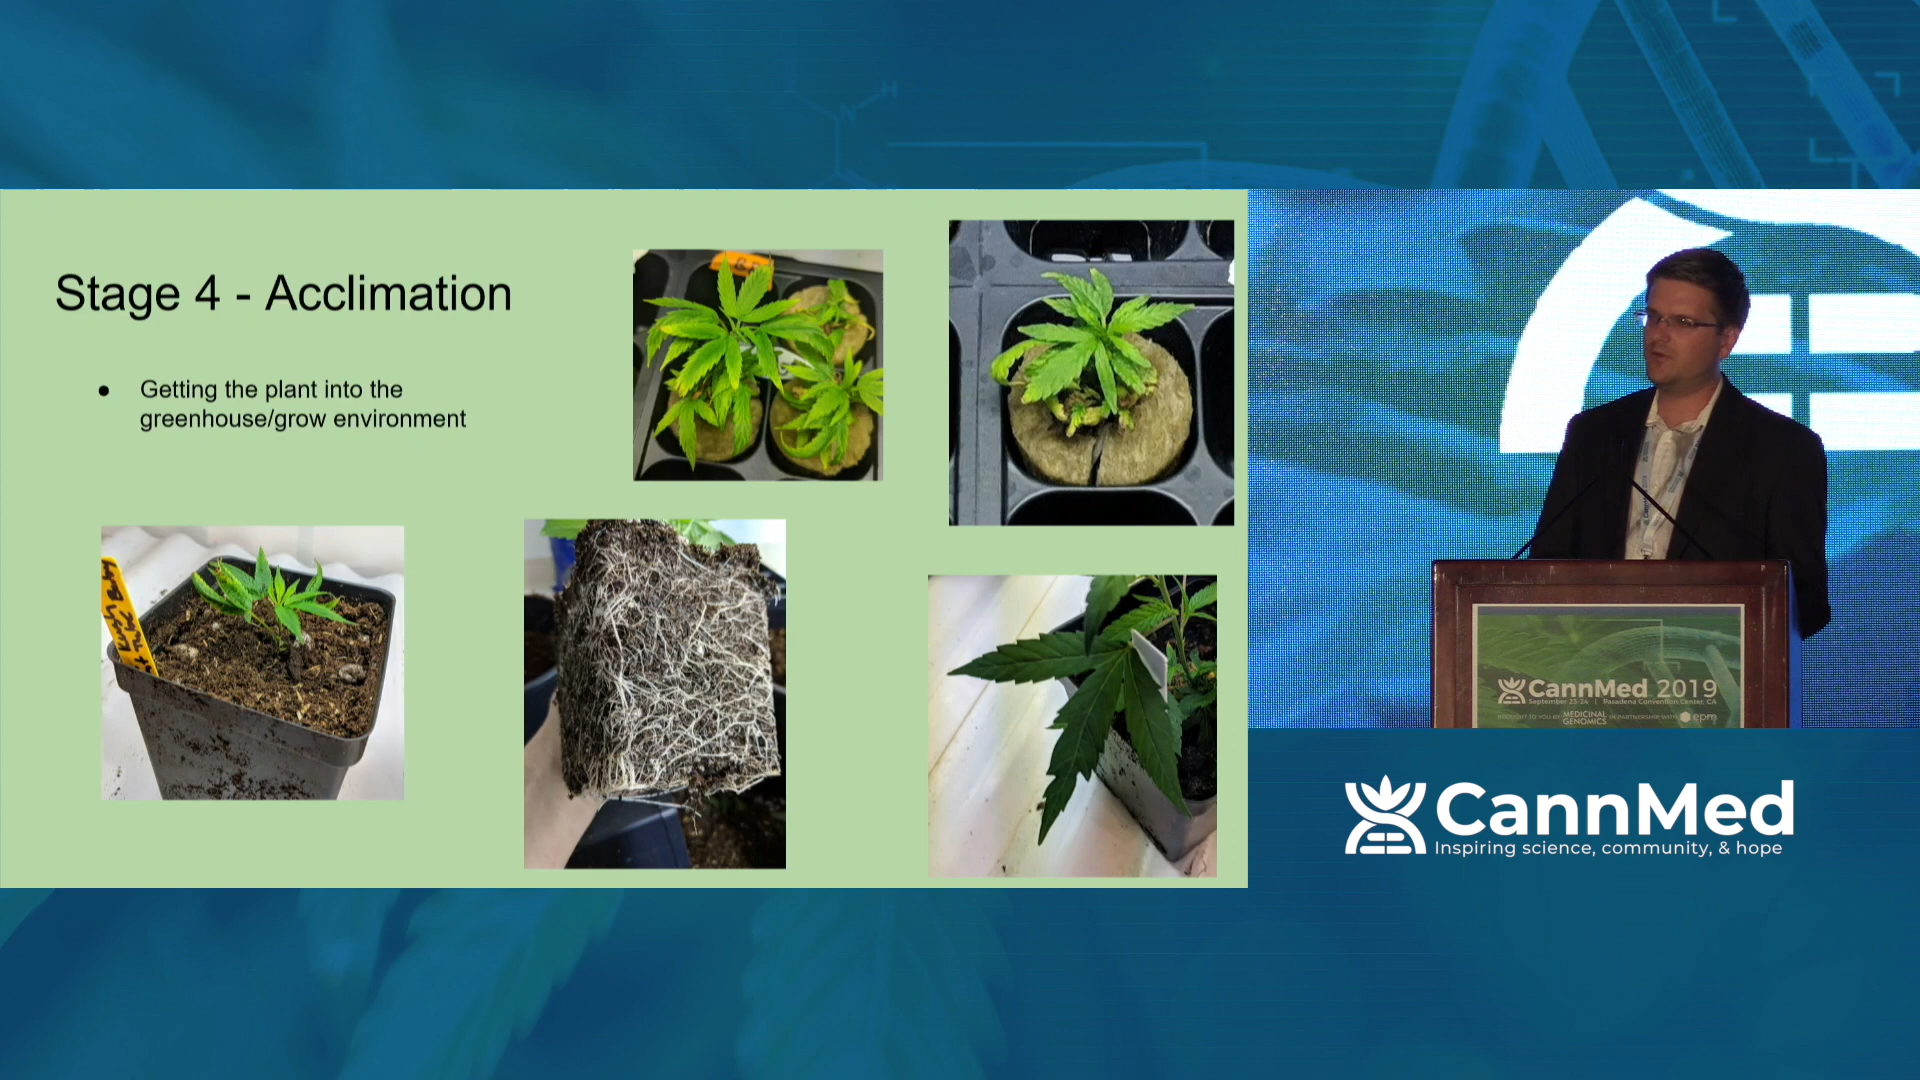 Stage 4 - Acclimation
● Getting the plant into the
greenhouse/grow environment
CannMed 2019
September 23-24 | Pasadena Convention Center, CA
BROUGHT TO YOU BY MEDICINAL GENOMICS IN PARTNERSHIP WITH epm
CannMed
Inspiring science, community, & hope
N
H